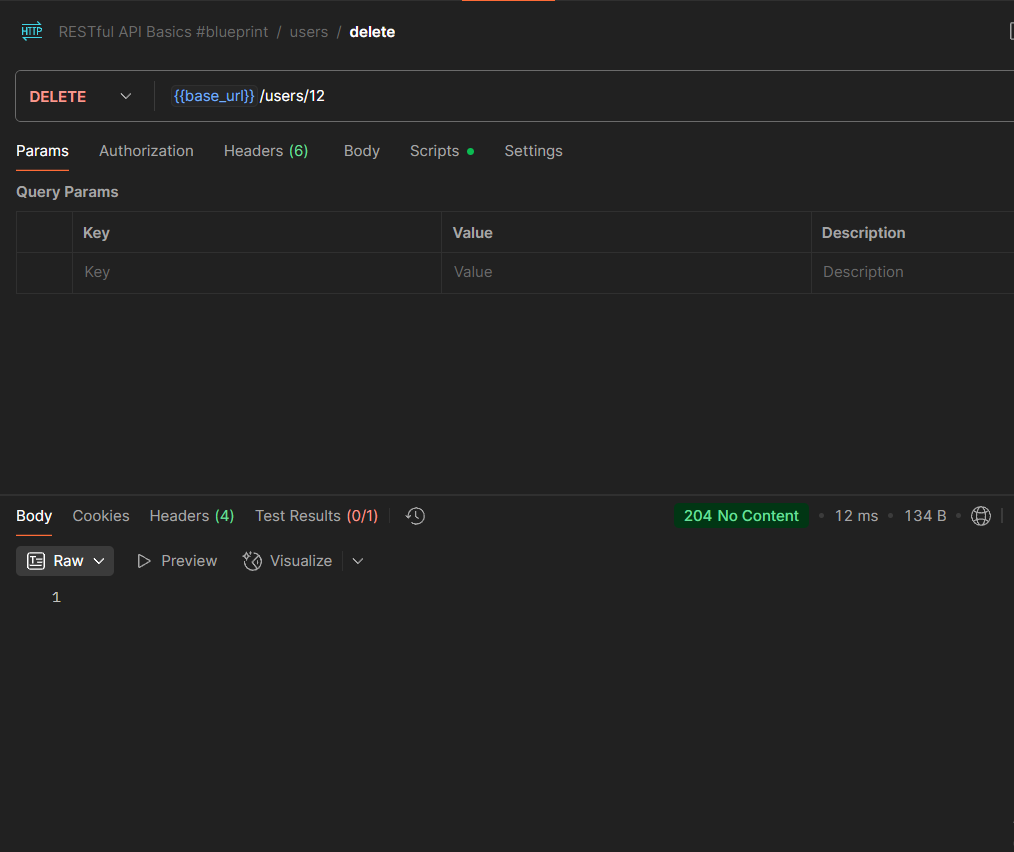 HTTP RESTful API Basics #blueprint / users / delete
DELETE {{base_url}} /users/12
Params Authorization Headers (6) Body Scripts Settings
Query Params
Key Value Description
Key Value Description
Body Cookies Headers (4) Test Results (0/1) 204 No Content • 12 ms • 134 B •
Raw Preview Visualize
1